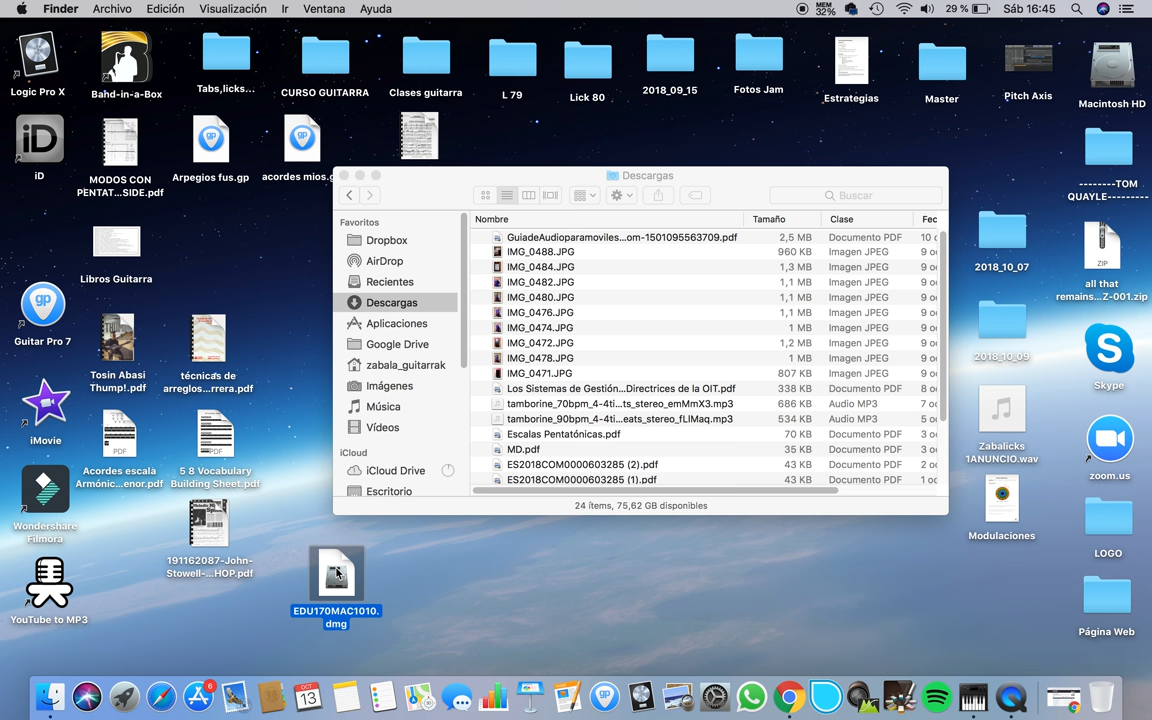 Finder Archivo Edición Visualización Ir Ventana Ayuda
MEM
32%
29 %
Sáb 16:45
Logic Pro X
Band-in-a-Box
Tabs,licks...
CURSO GUITARRA
Clases guitarra
L 79
Lick 80
2018_09_15
Fotos Jam
Estrategias
Master
Pitch Axis
Macintosh HD
iD
MODOS CON
PENTAT...SIDE.pdf
Arpegios fus.gp
acordes mios.g
--------TOM
QUAYLE---------
Libros Guitarra
2018_10_07
ZIP
all that
remains...Z-001.zip
Guitar Pro 7
Tosin Abasi
Thump!.pdf
técnicas de
arreglos...rrera.pdf
2018_10_09
Skype
iMovie
PDF
Acordes escala
Armónic...enor.pdf
PDF
5 8 Vocabulary
Building Sheet.pdf
Zabalicks
1ANUNCIO.wav
zoom.us
Wondershare
Filmora
191162087-John-
Stowell-...HOP.pdf
Modulaciones
LOGO
YouTube to MP3
EDU170MAC1010.
dmg
Página Web
Descargas
Buscar
Favoritos
Dropbox
AirDrop
Recientes
Descargas
Aplicaciones
Google Drive
zabala_guitarrak
Imágenes
Música
Vídeos
iCloud
iCloud Drive
Escritorio
Nombre Tamaño Clase Fec
GuiadeAudioparamoviles...om-1501095563709.pdf 2,5 MB Documento PDF 10 o
IMG_0488.JPG 960 KB Imagen JPEG 9 o
IMG_0484.JPG 1,3 MB Imagen JPEG 9 o
IMG_0482.JPG 1,1 MB Imagen JPEG 9 o
IMG_0480.JPG 1,1 MB Imagen JPEG 9 o
IMG_0476.JPG 1,1 MB Imagen JPEG 9 o
IMG_0474.JPG 1 MB Imagen JPEG 9 o
IMG_0472.JPG 1,2 MB Imagen JPEG 9 o
IMG_0478.JPG 1 MB Imagen JPEG 9 o
IMG_0471.JPG 807 KB Imagen JPEG 9 o
Los Sistemas de Gestión...Directrices de la OIT.pdf 338 KB Documento PDF 8 o
tamborine_70bpm_4-4ti...ts_stereo_emMmX3.mp3 686 KB Audio MP3 7 o
tamborine_90bpm_4-4ti...eats_stereo_fLlMaq.mp3 534 KB Audio MP3 5 o
Escalas Pentatónicas.pdf 70 KB Documento PDF 3 o
MD.pdf 35 KB Documento PDF 3 o
ES2018COM0000603285 (2).pdf 43 KB Documento PDF 2 o
ES2018COM0000603285 (1).pdf 43 KB Documento PDF 1 o
24 ítems, 75,62 GB disponibles
6
OCT
13